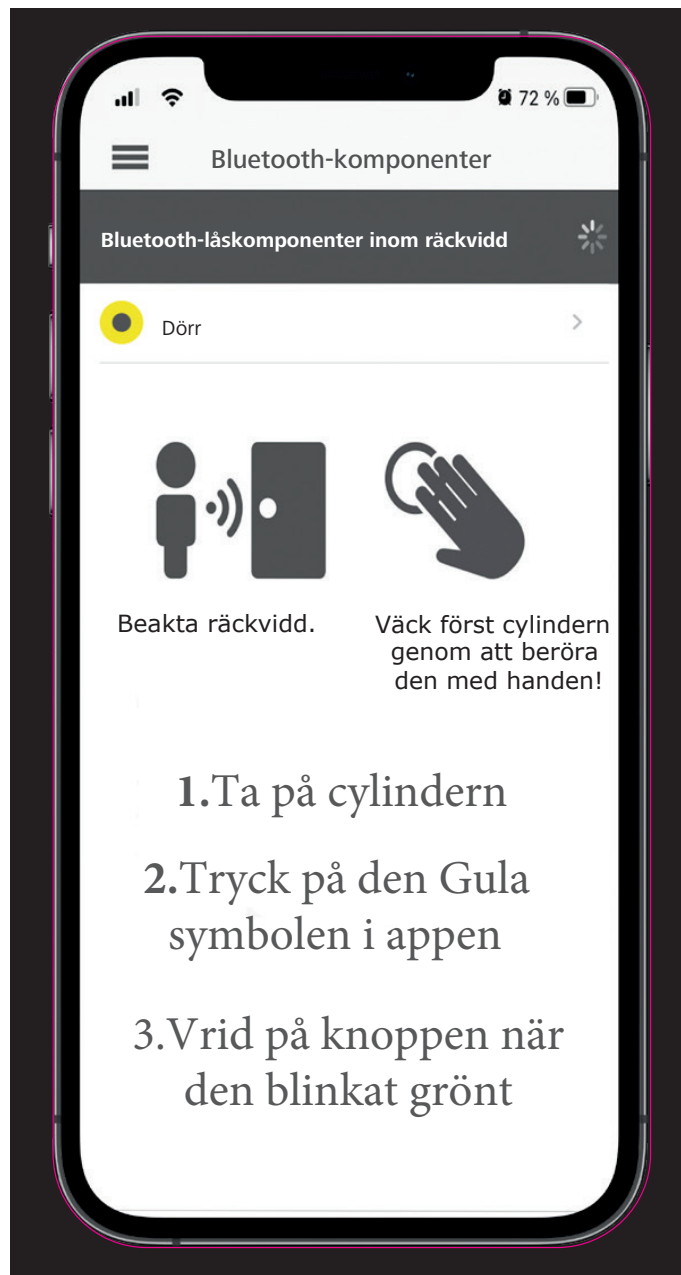 72 %
Bluetooth-komponenter
Bluetooth-låskomponenter inom räckvidd
Dörr
Beakta räckvidd.
Väck först cylindern
genom att beröra
den med handen!
1.Ta på cylindern
2.Tryck på den Gula
symbolen i appen
3.Vrid på knoppen när
den blinkat grönt